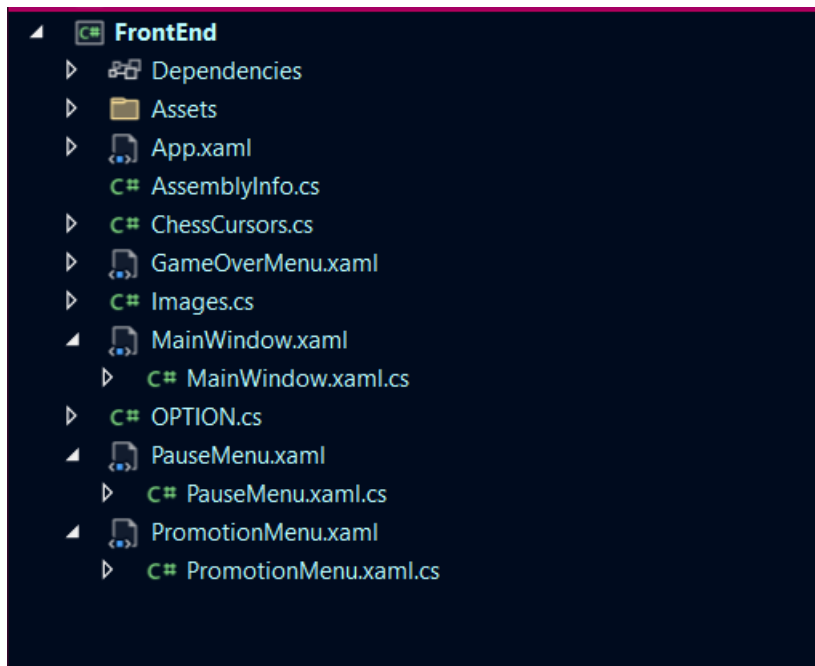 C# FrontEnd
Dependencies
Assets
App.xaml
C# AssemblyInfo.cs
C# ChessCursors.cs
GameOverMenu.xaml
C# Images.cs
MainWindow.xaml
C# MainWindow.xaml.cs
C# OPTION.cs
PauseMenu.xaml
C# PauseMenu.xaml.cs
PromotionMenu.xaml
C# PromotionMenu.xaml.cs